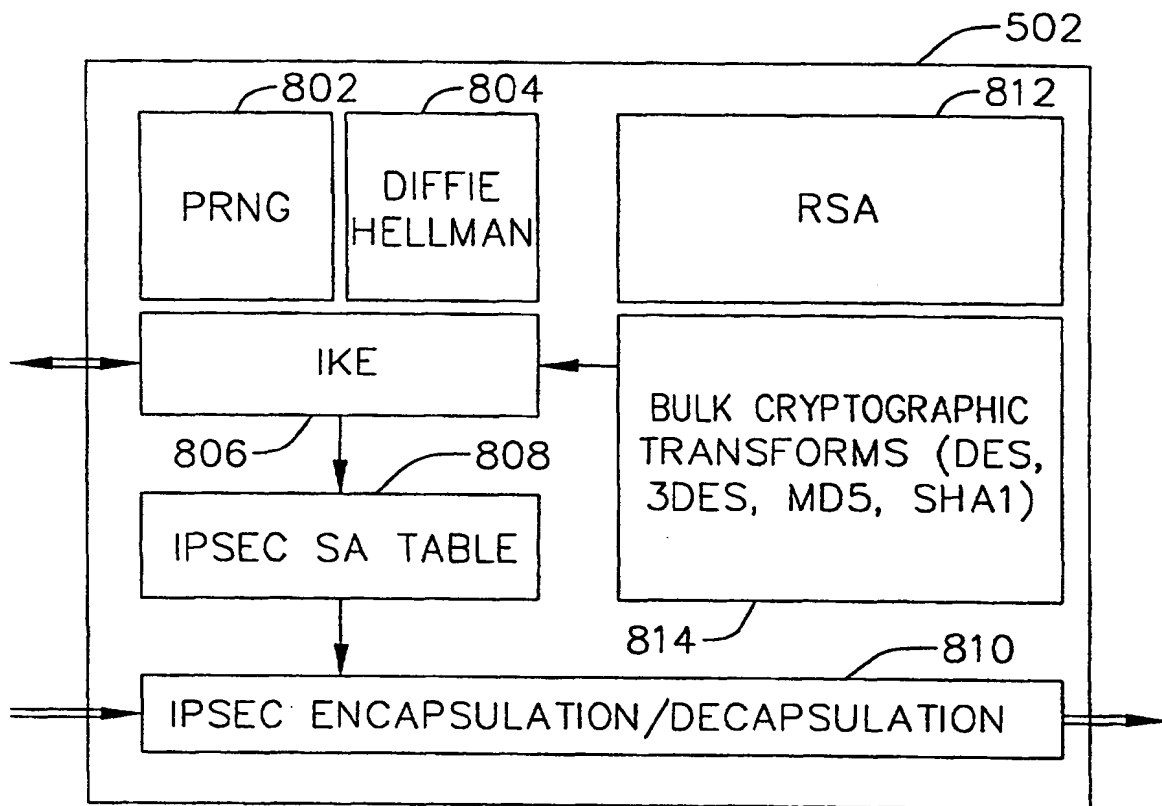 502
802
804
812
PRNG
DIFFIE
HELLMAN
RSA
IKE
BULK CRYPTOGRAPHIC
TRANSFORMS (DES,
3DES, MD5, SHA1)
806
808
IPSEC SA TABLE
814
810
IPSEC ENCAPSULATION/DECAPSULATION